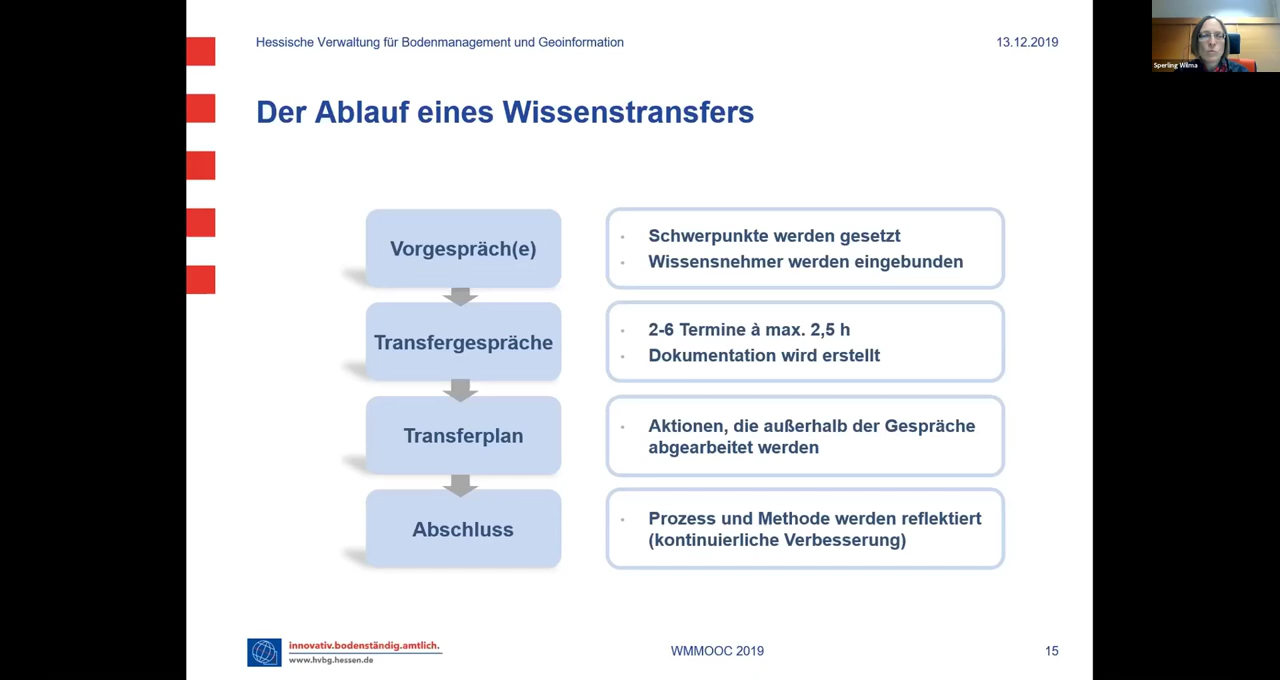 Hessische Verwaltung für Bodenmanagement und Geoinformation
13.12.2019
Sperling Wilma
Der Ablauf eines Wissenstransfers
Vorgespräch(e)
· Schwerpunkte werden gesetzt
· Wissensnehmer werden eingebunden
Transfergespräche
· 2-6 Termine à max. 2,5 h
· Dokumentation wird erstellt
Transferplan
· Aktionen, die außerhalb der Gespräche
abgearbeitet werden
Abschluss
· Prozess und Methode werden reflektiert
(kontinuierliche Verbesserung)
innovativ.bodenständig.amtlich.
www.hvbg.hessen.de
WMMOOC 2019
15